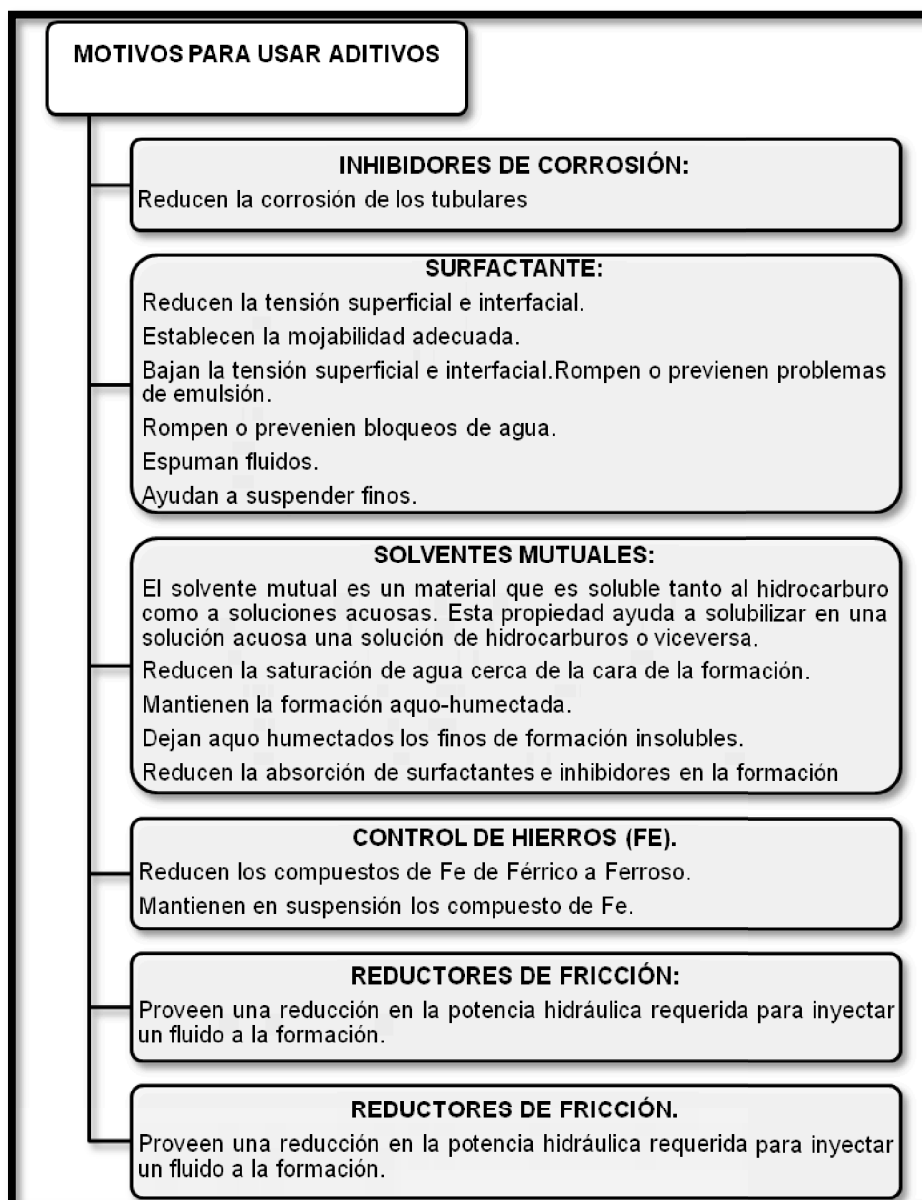 MOTIVOS PARA USAR ADITIVOS
INHIBIDORES DE CORROSIÓN:
Reducen la corrosión de los tubulares
SURFACTANTE:
Reducen la tensión superficial e interfacial.
Establecen la mojabilidad adecuada.
Bajan la tensión superficial e interfacial.Rompen o previenen problemas
de emulsión.
Rompen o prevenien bloqueos de agua.
Espuman fluidos.
Ayudan a suspender finos.
SOLVENTES MUTUALES:
El solvente mutual es un material que es soluble tanto al hidrocarburo
como a soluciones acuosas. Esta propiedad ayuda a solubilizar en una
solución acuosa una solución de hidrocarburos o viceversa.
Reducen la saturación de agua cerca de la cara de la formación.
Mantienen la formación aquo-humectada.
Dejan aquo humectados los finos de formación insolubles.
Reducen la absorción de surfactantes e inhibidores en la formación
CONTROL DE HIERROS (FE).
Reducen los compuestos de Fe de Férrico a Ferroso.
Mantienen en suspensión los compuesto de Fe.
REDUCTORES DE FRICCIÓN:
Proveen una reducción en la potencia hidráulica requerida para inyectar
un fluido a la formación.
REDUCTORES DE FRICCIÓN.
Proveen una reducción en la potencia hidráulica requerida para inyectar
un fluido a la formación.